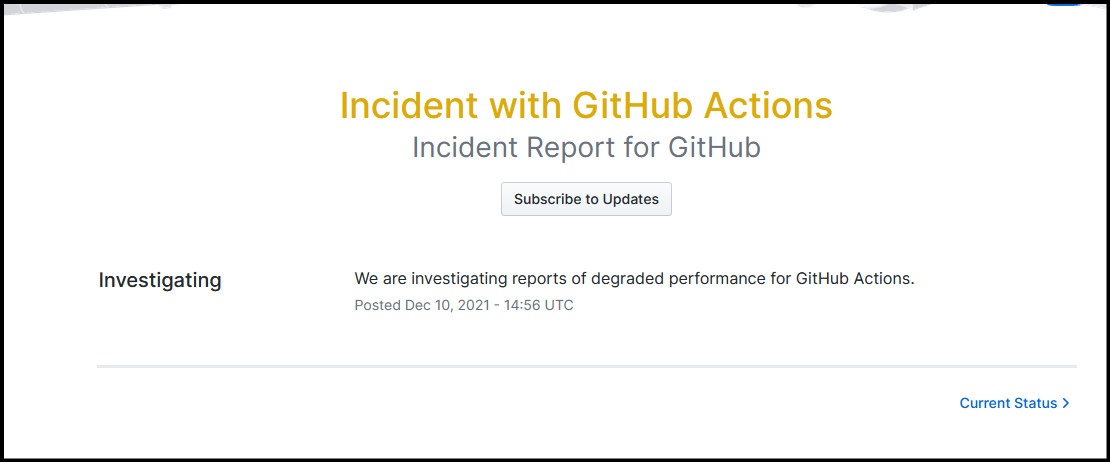 Incident with GitHub Actions
Incident Report for GitHub
Subscribe to Updates
Investigating
We are investigating reports of degraded performance for GitHub Actions.
Posted Dec 10, 2021 - 14:56 UTC
Current Status